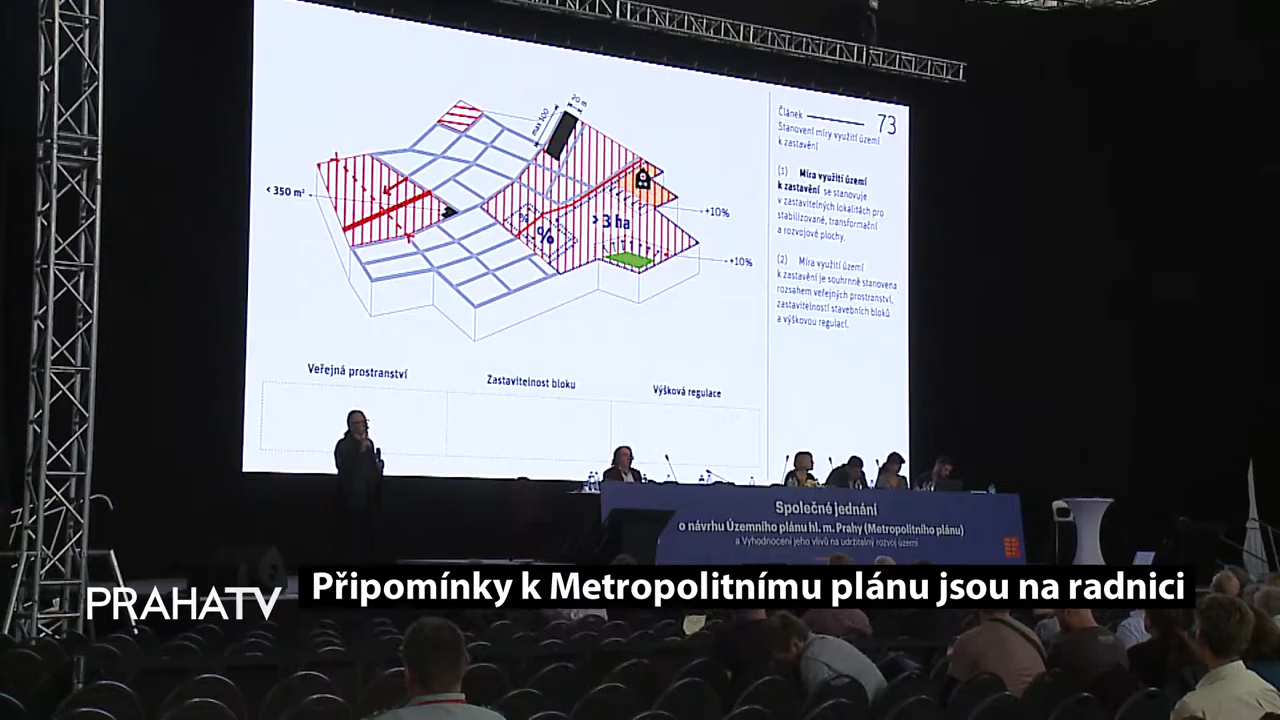 20 m
max 100
< 350 m²
%
%
> 3 ha
+10%
+10%
Článek
73
Stanovení míry využití území
k zastavění
(1) Míra využití území
k zastavění se stanovuje
v zastavitelných lokalitách pro
stabilizované, transformační
a rozvojové plochy.
(2) Míra využití území
k zastavění je souhrnně stanovena
rozsahem veřejných prostranství,
zastavitelností stavebních bloků
a výškovou regulací.
Veřejná prostranství
Zastavitelnost bloku
Výšková regulace
Společné jednání
o návrhu Územního plánu hl. m. Prahy (Metropolitního plánu)
a Vyhodnocení jeho vlivů na udržitelný rozvoj území
PRAHATV
Připomínky k Metropolitnímu plánu jsou na radnici